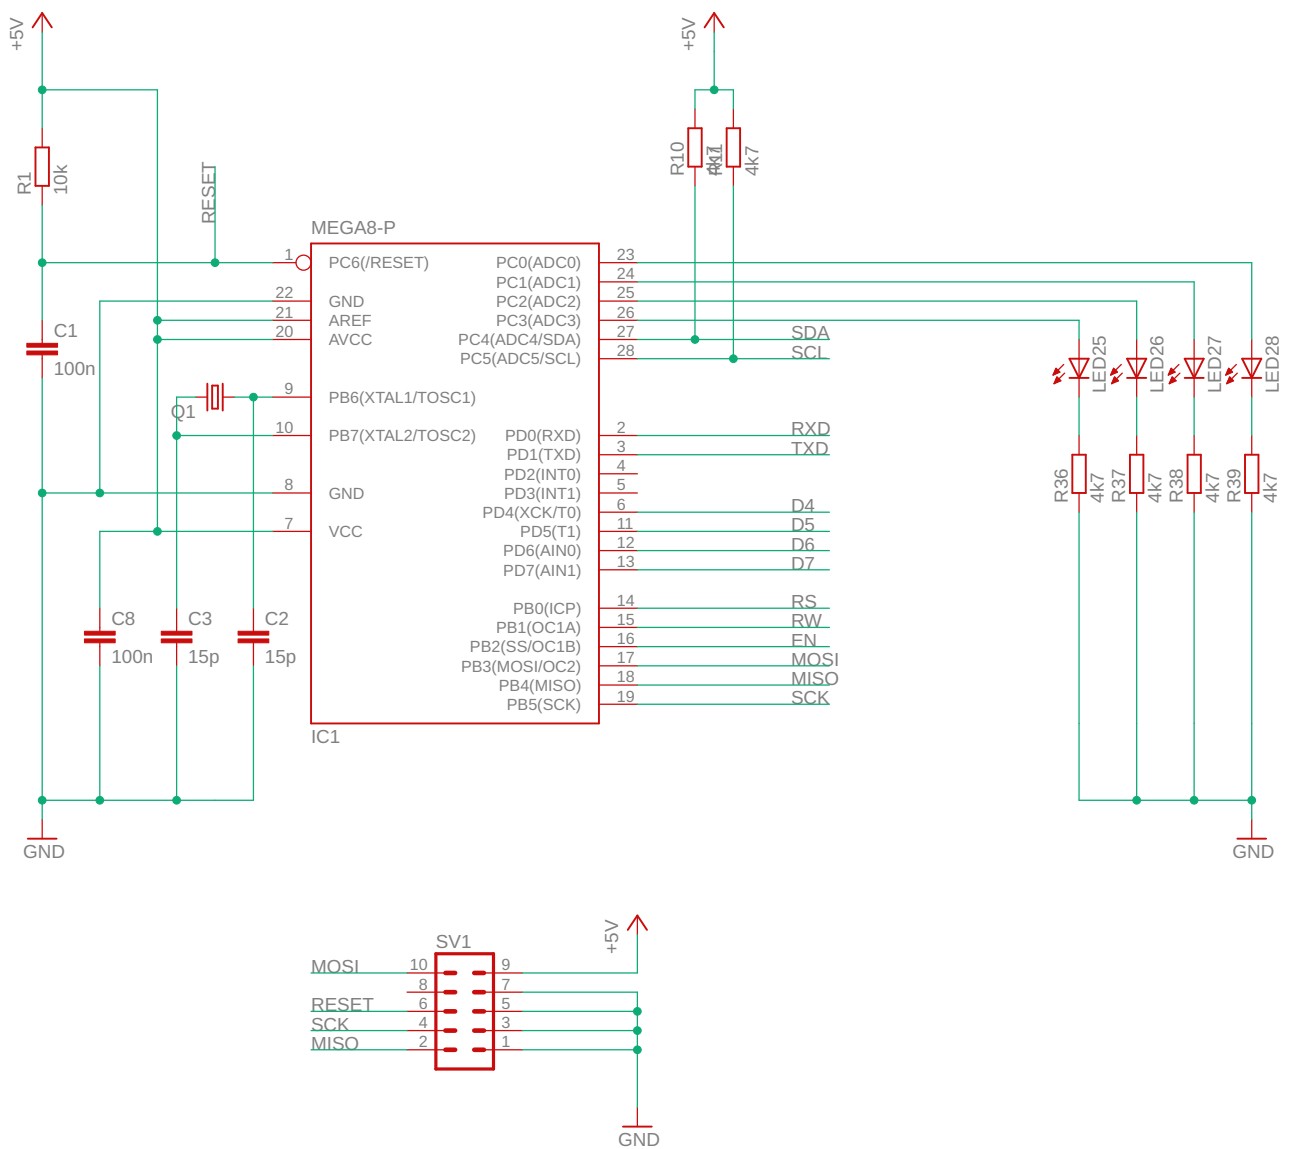 +5V
+5V
R1
10k
RESET
R10
4k7
R11
4k7
MEGA8-P
1 PC6(/RESET)
22 GND
21 AREF
20 AVCC
9 PB6(XTAL1/TOSC1)
10 PB7(XTAL2/TOSC2)
8 GND
7 VCC
PC0(ADC0) 23
PC1(ADC1) 24
PC2(ADC2) 25
PC3(ADC3) 26
PC4(ADC4/SDA) 27 SDA
PC5(ADC5/SCL) 28 SCL
PD0(RXD) 2 RXD
PD1(TXD) 3 TXD
PD2(INT0) 4
PD3(INT1) 5
PD4(XCK/T0) 6 D4
PD5(T1) 11 D5
PD6(AIN0) 12 D6
PD7(AIN1) 13 D7
PB0(ICP) 14 RS
PB1(OC1A) 15 RW
PB2(SS/OC1B) 16 EN
PB3(MOSI/OC2) 17 MOSI
PB4(MISO) 18 MISO
PB5(SCK) 19 SCK
IC1
C1
100n
Q1
C8
100n
C3
15p
C2
15p
GND
LED25
LED26
LED27
LED28
R36
4k7
R37
4k7
R38
4k7
R39
4k7
GND
+5V
SV1
MOSI 10 9
8 7
RESET 6 5
SCK 4 3
MISO 2 1
GND